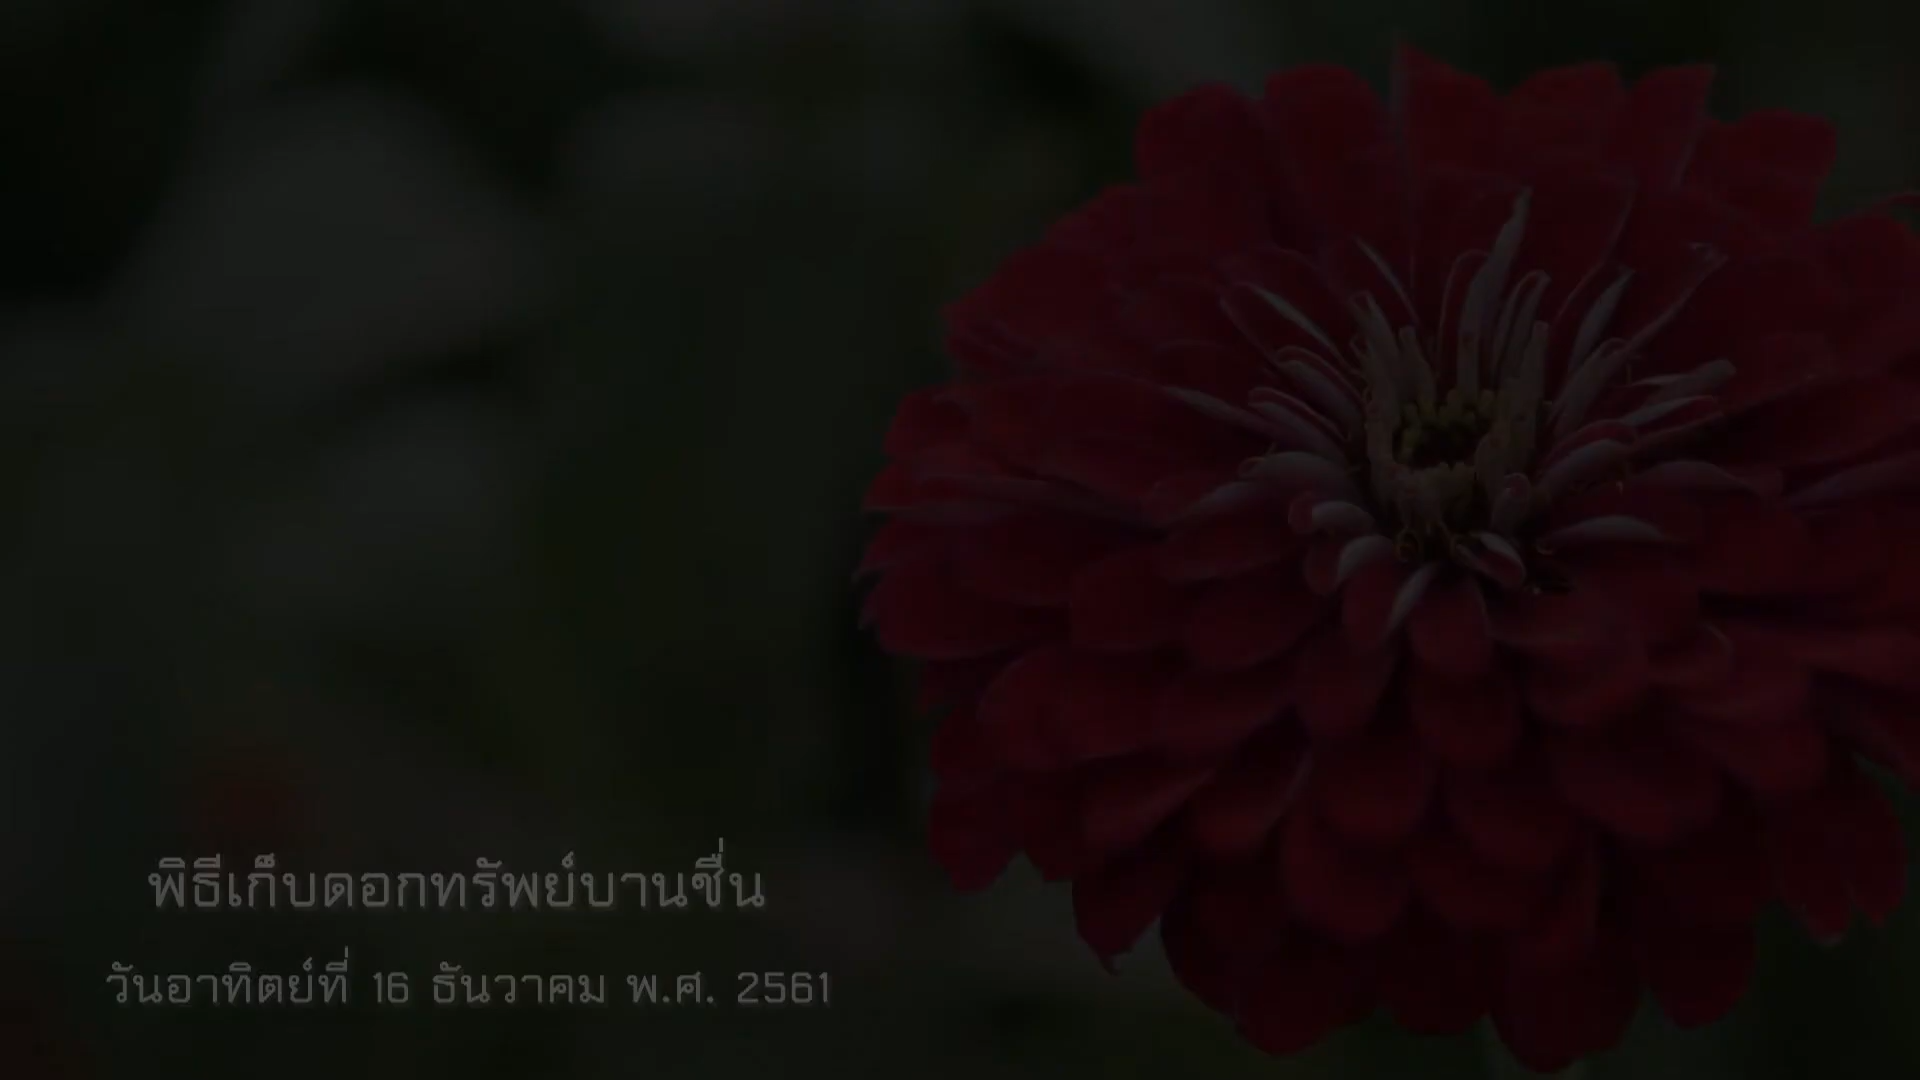 พิธีเก็บดอกทรัพย์บานชื่น
วันอาทิตย์ที่ 16 ธันวาคม พ.ศ. 2561